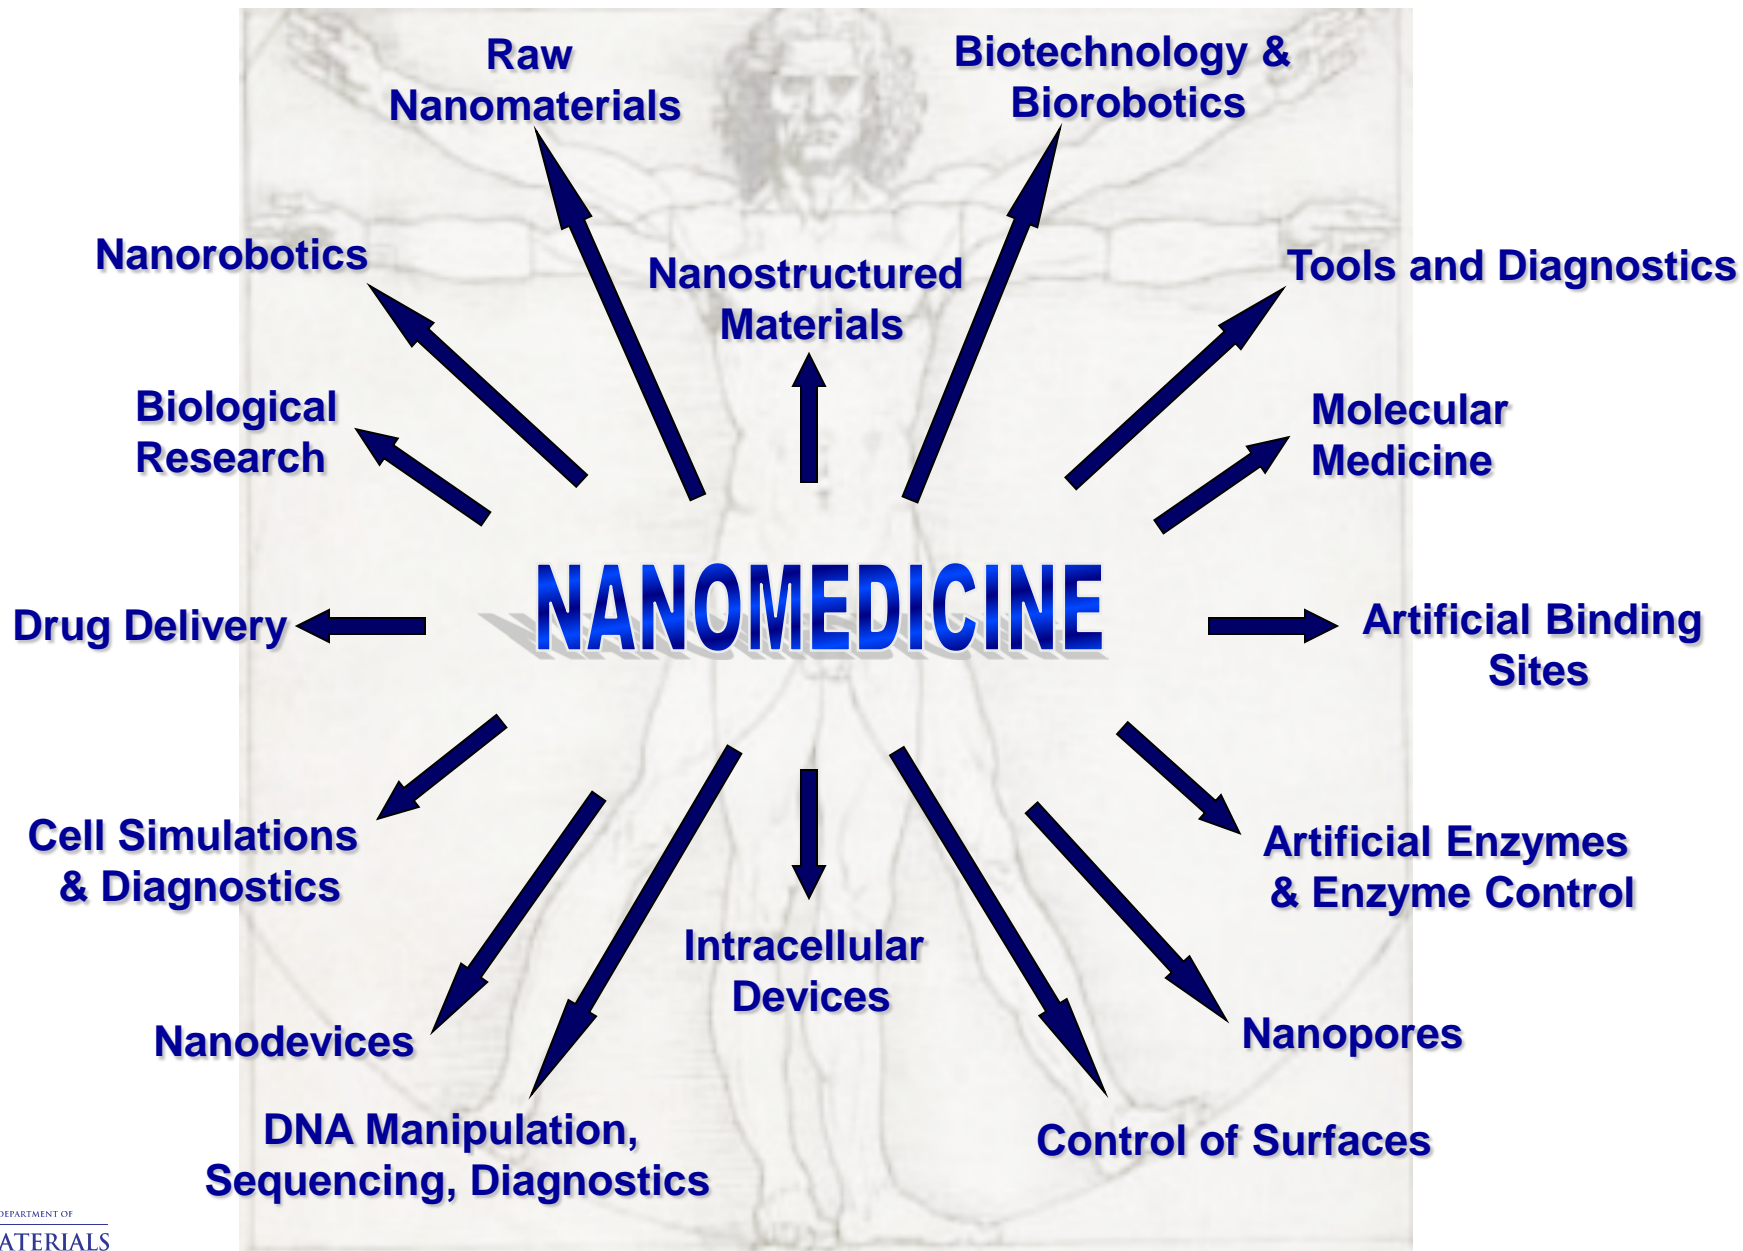 Raw
Nanomaterials
Biotechnology &
Biorobotics
Nanorobotics
Nanostructured
Materials
Tools and Diagnostics
Biological
Research
Molecular
Medicine
NANOMEDICINE
Drug Delivery
Artificial Binding
Sites
Cell Simulations
& Diagnostics
Artificial Enzymes
& Enzyme Control
Intracellular
Devices
Nanodevices
Nanopores
DNA Manipulation,
Sequencing, Diagnostics
Control of Surfaces
DEPARTMENT OF
ATERIALS